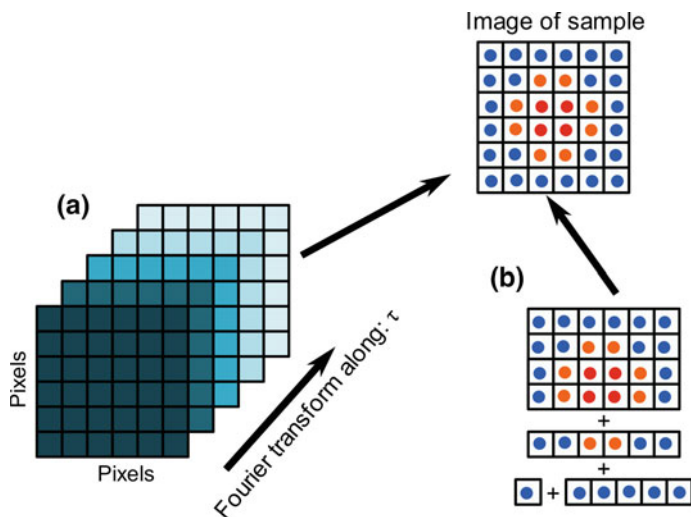 Image of sample
(a)
Pixels
Pixels
Fourier transform along: τ
(b)
+
+
+